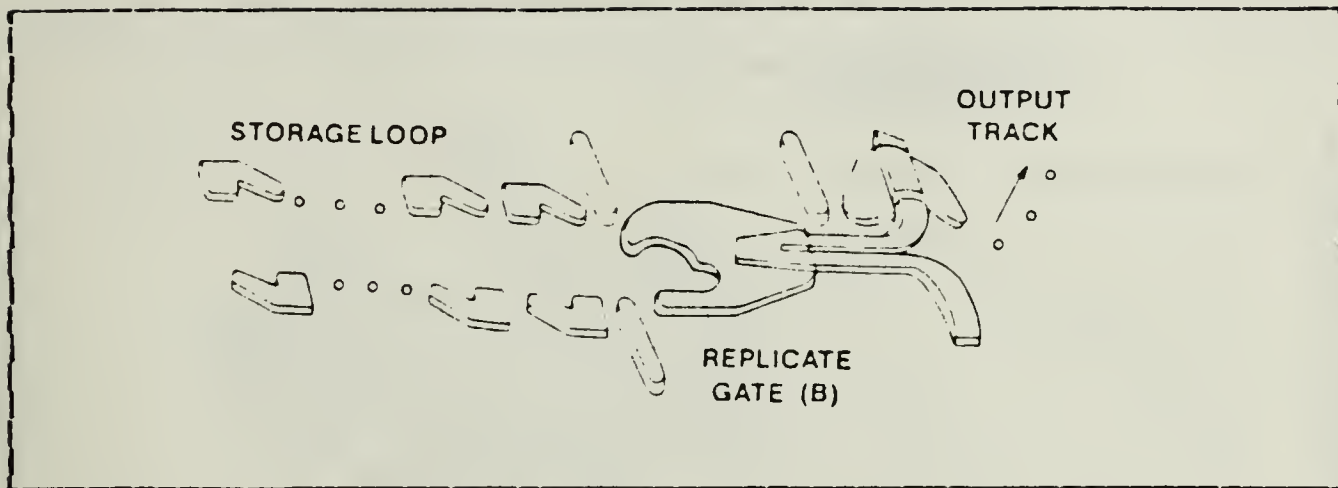 STORAGE LOOP
OUTPUT
TRACK
REPLICATE
GATE (B)